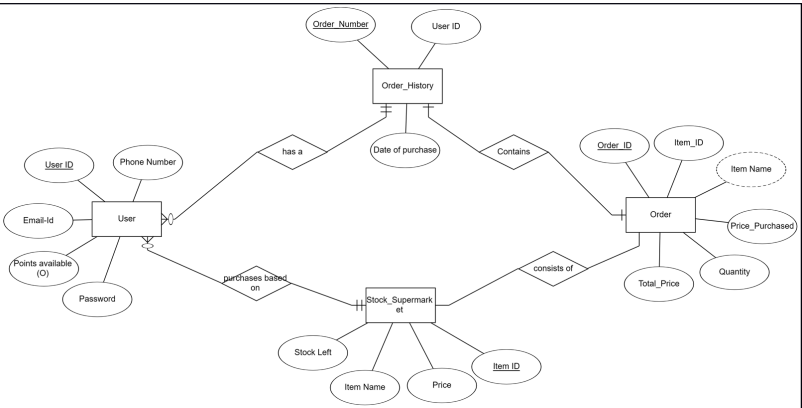 Order_Number
User ID
Order_History
Date of purchase
has a
Contains
User ID
Phone Number
Email-Id
User
Points available
(O)
Password
Order_ID
Item_ID
Item Name
Order
Price_Purchased
Quantity
Total_Price
purchases based
on
consists of
Stock_Supermark
et
Stock Left
Item Name
Price
Item ID